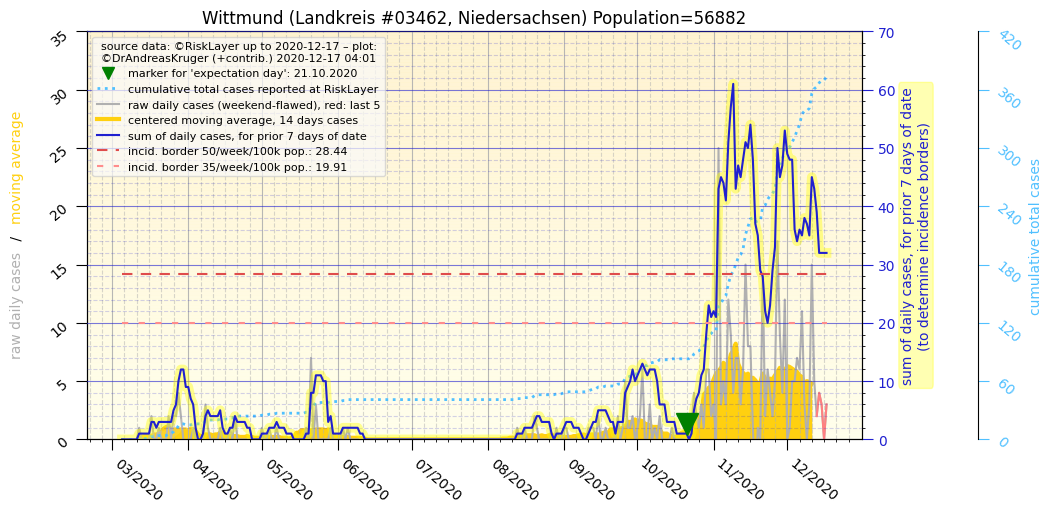 Wittmund (Landkreis #03462, Niedersachsen) Population=56882
source data: ©RiskLayer up to 2020-12-17 – plot:
©DrAndreasKruger (+contrib.) 2020-12-17 04:01
marker for 'expectation day': 21.10.2020
cumulative total cases reported at RiskLayer
raw daily cases (weekend-flawed), red: last 5
centered moving average, 14 days cases
sum of daily cases, for prior 7 days of date
incid. border 50/week/100k pop.: 28.44
incid. border 35/week/100k pop.: 19.91
raw daily cases / moving average
35
30
25
20
15
10
5
0
03/2020
04/2020
05/2020
06/2020
07/2020
08/2020
09/2020
10/2020
11/2020
12/2020
70
60
50
40
30
20
10
0
sum of daily cases, for prior 7 days of date
(to determine incidence borders)
420
360
300
240
180
120
60
0
cumulative total cases